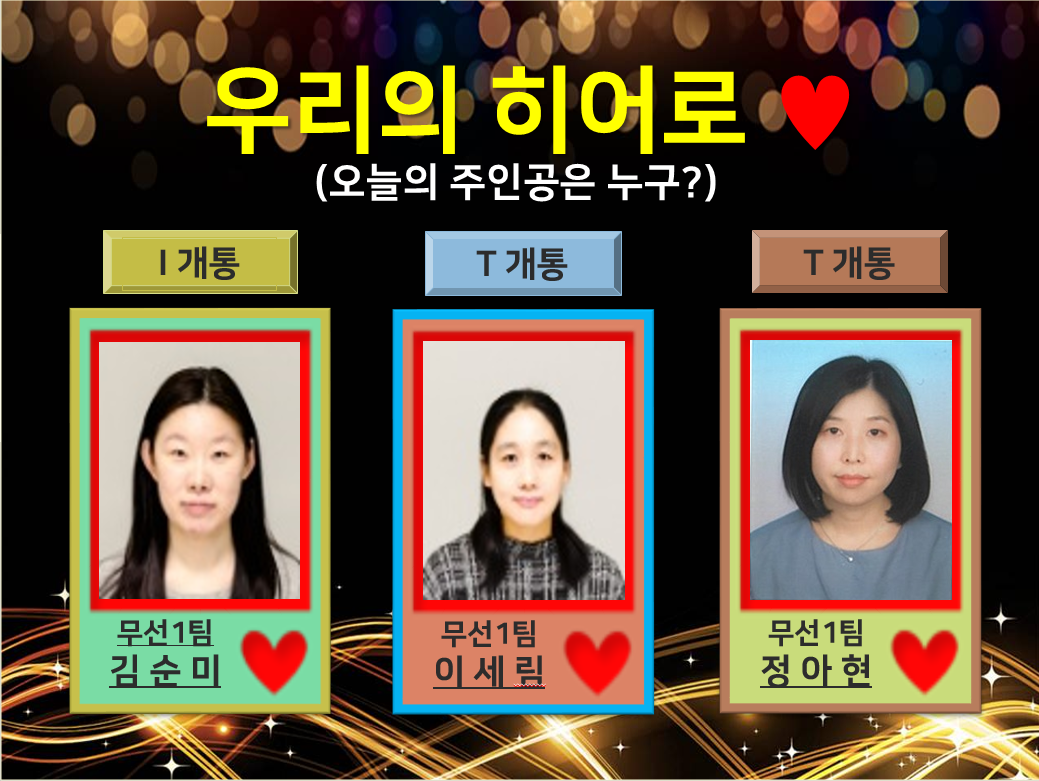 우리의 히어로
(오늘의 주인공은 누구?)
I 개통
T 개통
T 개통
무선1팀
김 순 미
무선1팀
이 세 림
무선1팀
정 아 현